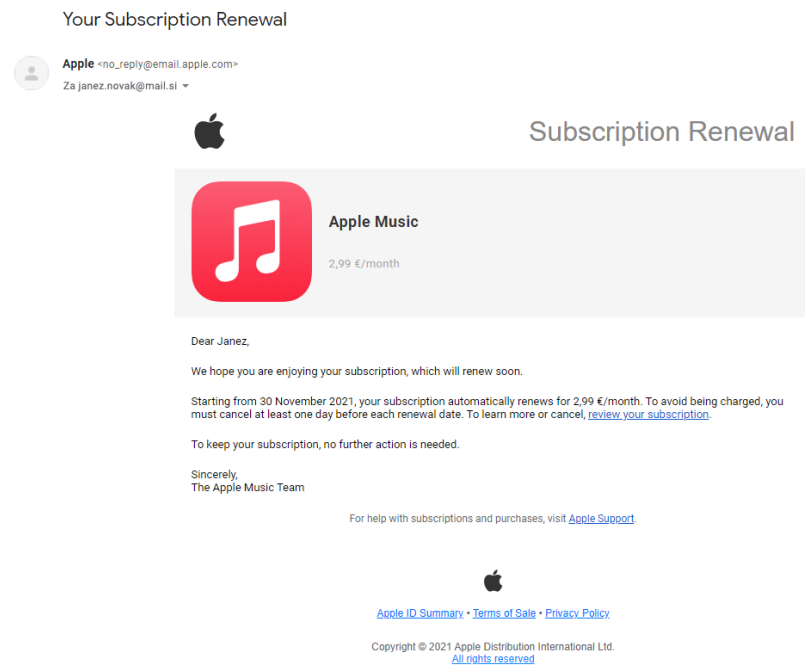 Your Subscription Renewal
Apple <no_reply@email.apple.com>
Za janez.novak@mail.si
Subscription Renewal
Apple Music
2,99 €/month
Dear Janez,
We hope you are enjoying your subscription, which will renew soon.
Starting from 30 November 2021, your subscription automatically renews for 2,99 €/month. To avoid being charged, you
must cancel at least one day before each renewal date. To learn more or cancel, review your subscription.
To keep your subscription, no further action is needed.
Sincerely,
The Apple Music Team
For help with subscriptions and purchases, visit Apple Support.
Apple ID Summary • Terms of Sale • Privacy Policy
Copyright © 2021 Apple Distribution International Ltd.
All rights reserved